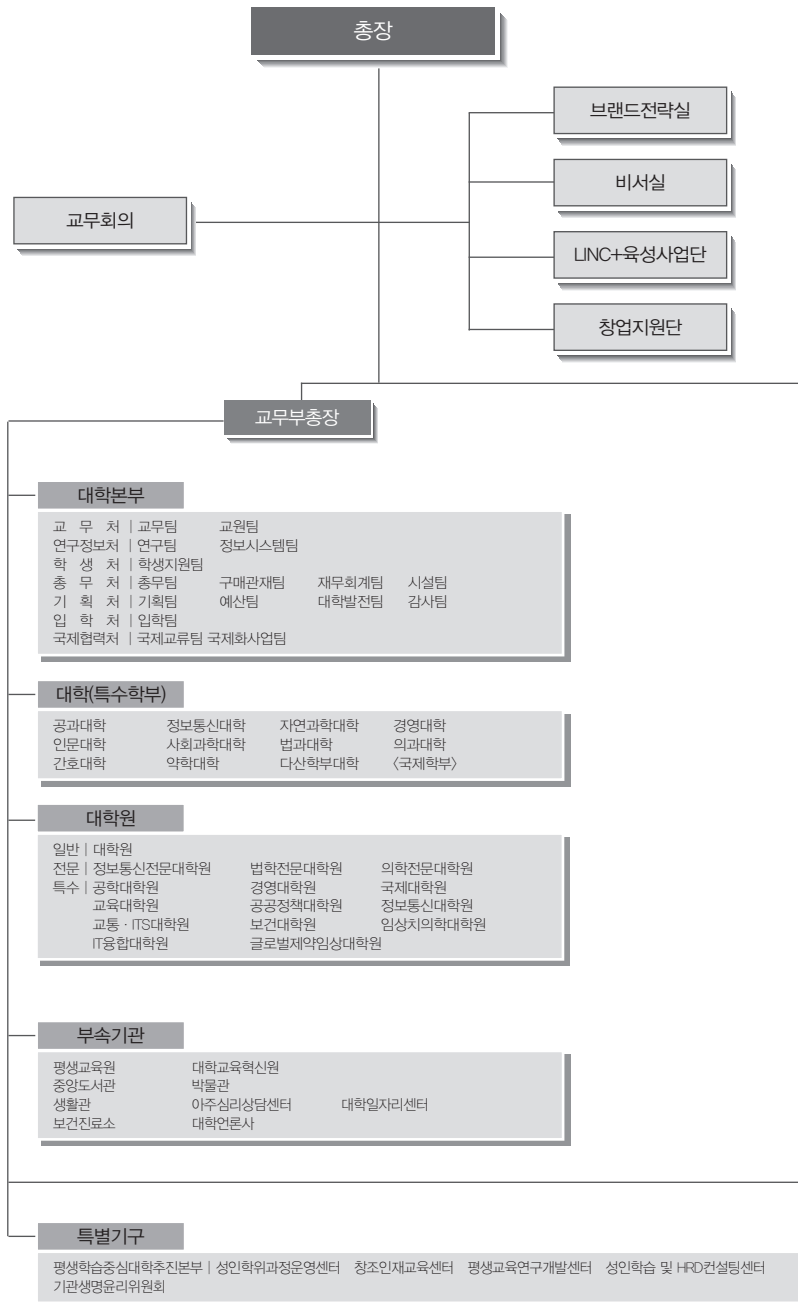 총장
브랜드전략실
비서실
교무회의
LINC+육성사업단
창업지원단
교무부총장
대학본부
교 무 처 | 교무팀 교원팀
연구정보처 | 연구팀 정보시스템팀
학 생 처 | 학생지원팀
총 무 처 | 총무팀 구매관재팀 재무회계팀 시설팀
기 획 처 | 기획팀 예산팀 대학발전팀 감사팀
입 학 처 | 입학팀
국제협력처 | 국제교류팀 국제화사업팀
대학(특수학부)
공과대학 정보통신대학 자연과학대학 경영대학
인문대학 사회과학대학 법과대학 의과대학
간호대학 약학대학 다산학부대학 〈국제학부〉
대학원
일반 | 대학원
전문 | 정보통신전문대학원 법학전문대학원 의학전문대학원
특수 | 공학대학원 경영대학원 국제대학원
교육대학원 공공정책대학원 정보통신대학원
교통·ITS대학원 보건대학원 임상치의학대학원
IT융합대학원 글로벌제약임상대학원
부속기관
평생교육원 대학교육혁신원
중앙도서관 박물관
생활관 아주심리상담센터 대학일자리센터
보건진료소 대학언론사
특별기구
평생학습중심대학추진본부 | 성인학위과정운영센터 창조인재교육센터 평생교육연구개발센터 성인학습 및 HRD컨설팅센터
기관생명윤리위원회